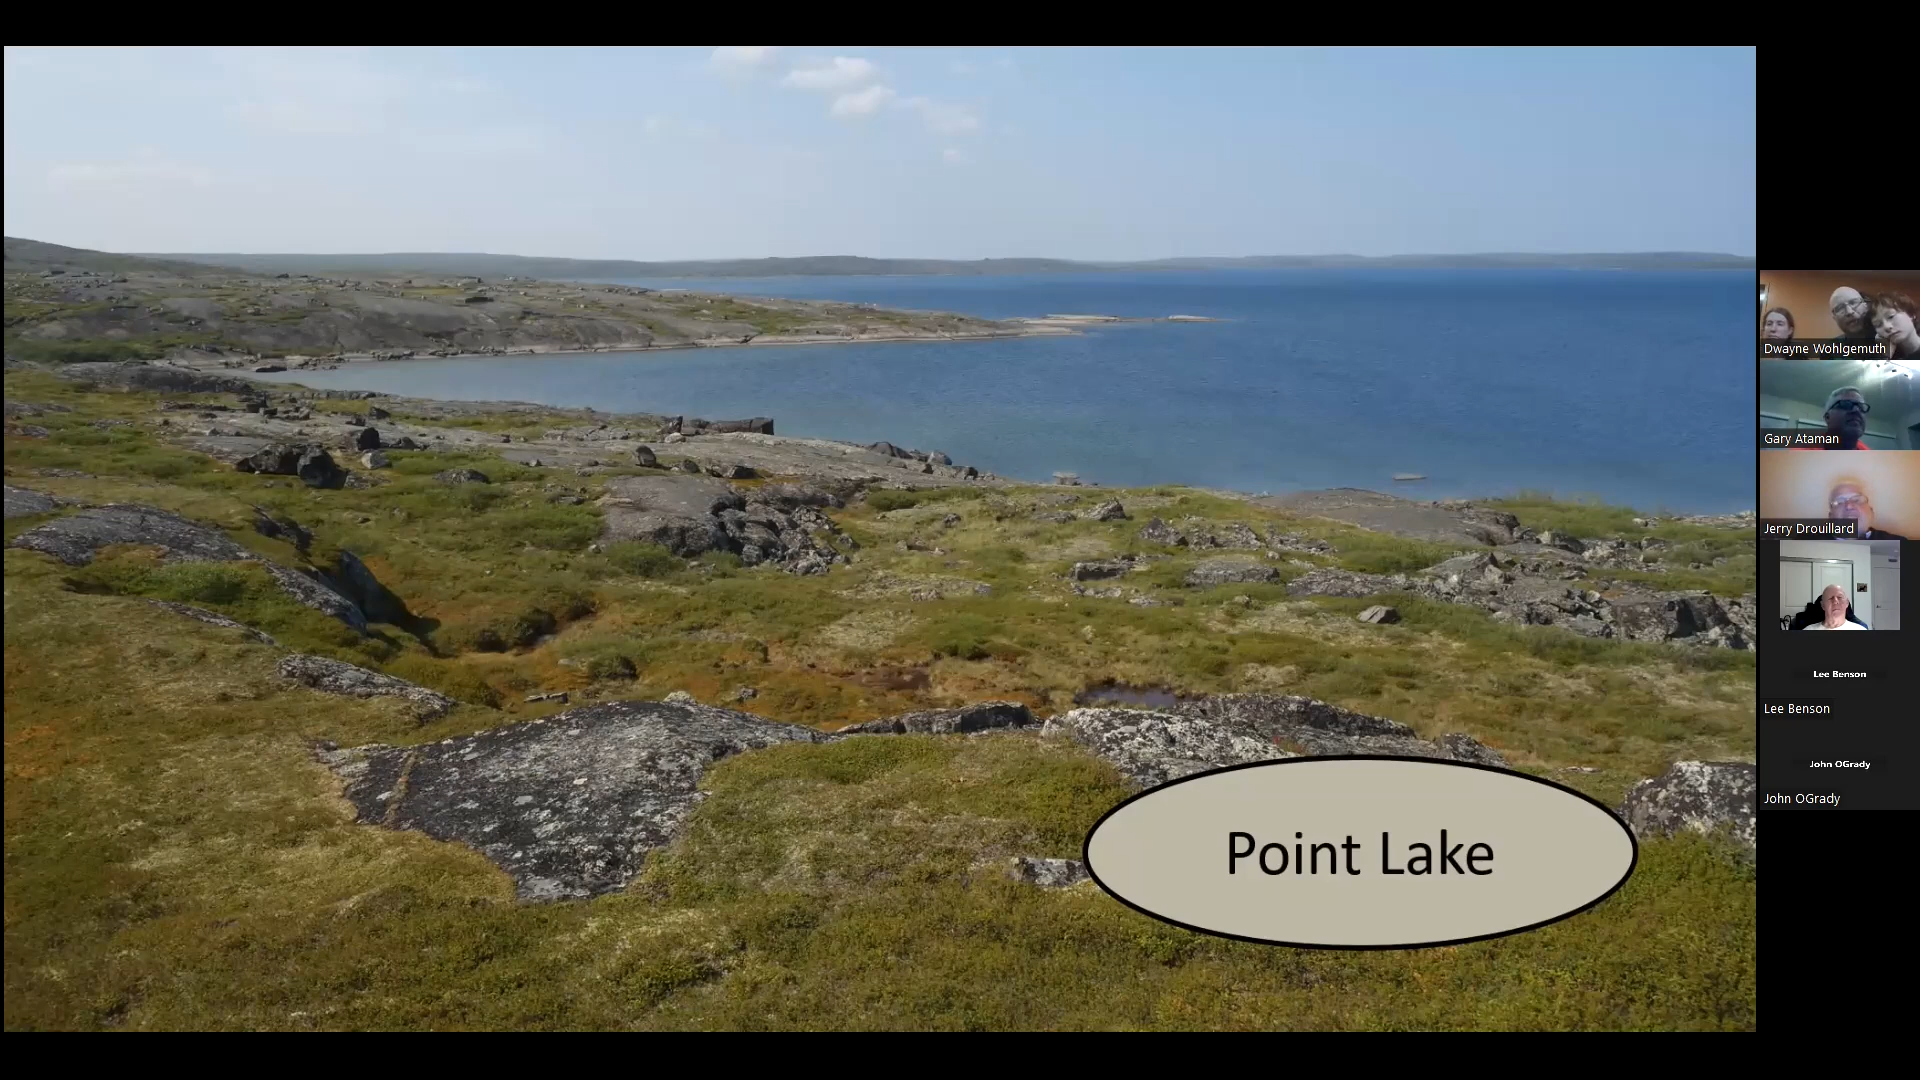 Point Lake
Dwayne Wohlgemuth
Gary Ataman
Jerry Drouillard
Lee Benson
Lee Benson
John OGrady
John OGrady